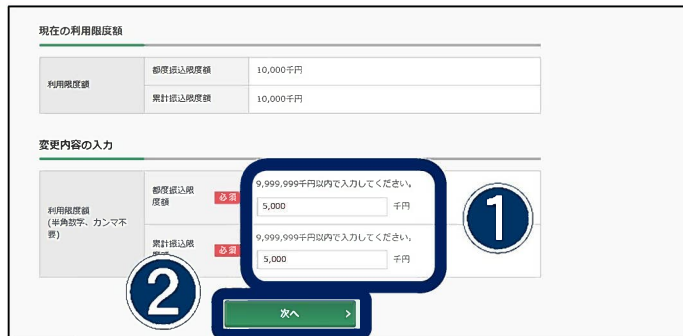 現在の利用限度額
利用限度額
都度振込限度額
10,000千円
累計振込限度額
10,000千円
変更内容の入力
利用限度額
(半角数字、カンマ不
要)
都度振込限
度額
必須
9,999,999千円以内で入力してください。
5,000
千円
累計振込限
必須
9,999,999千円以内で入力してください。
5,000
千円
1
2
次へ